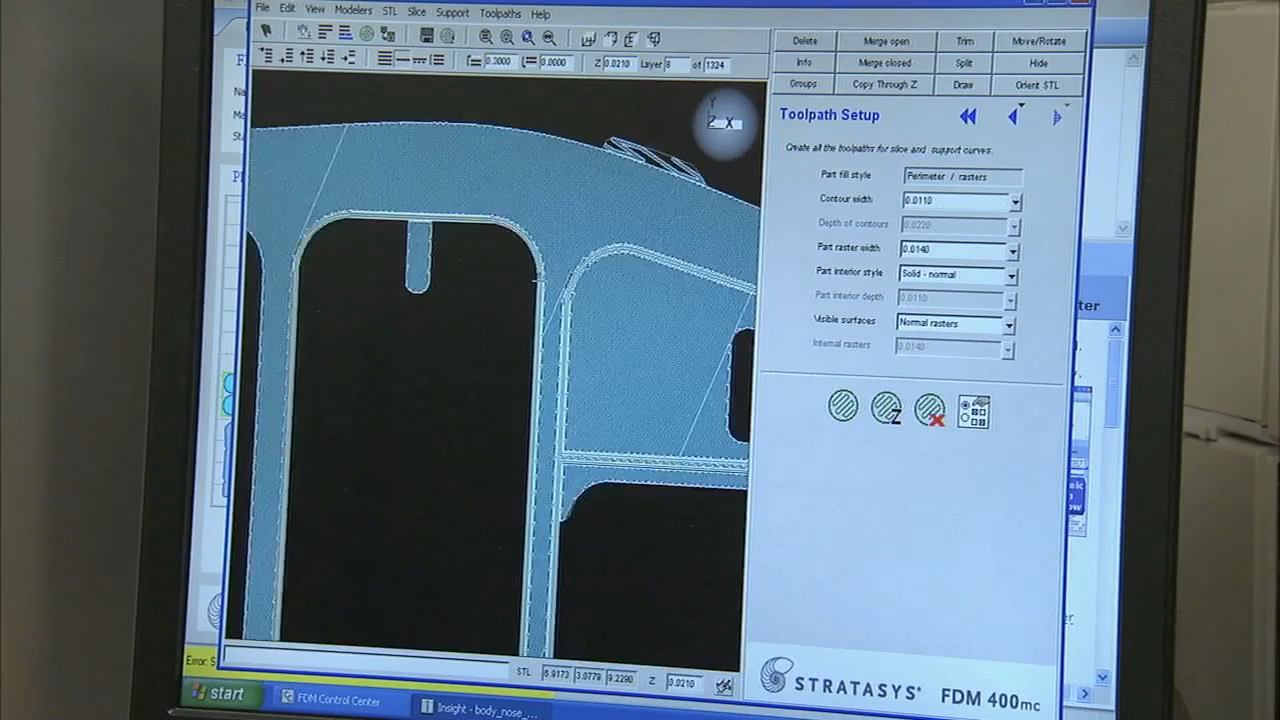 File Edit View Modelers STL Slice Support Toolpaths Help
0.3000 0.0000 Z 0.0210 Layer 8 of 1324
Delete Merge open Trim Move/Rotate
Info Merge closed Split Hide
Groups Copy Through Z Draw Orient STL
Toolpath Setup
Create all the toolpaths for slice and support curves.
Part fill style Perimeter / rasters
Contour width 0.0110
Depth of contours 0.0220
Part raster width 0.0140
Part interior style Solid - normal
Part interior depth 0.0110
Visible surfaces Normal rasters
Internal rasters 0.0140
Y
Z X
Z
ter
STL 6.9173 3.0779 9.2290 Z 0.0210
STRATASYS FDM 400mc
Error: S
start FDM Control Center Insight - body_nose_...